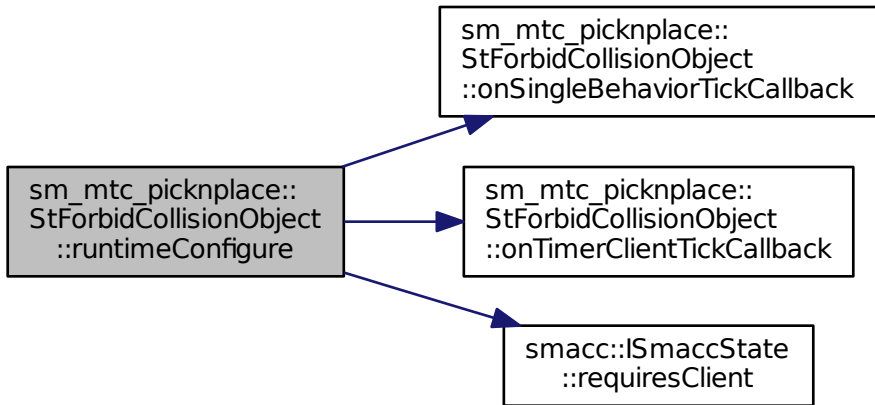 sm_mtc_picknplace::
StForbidCollisionObject
::runtimeConfigure
sm_mtc_picknplace::
StForbidCollisionObject
::onSingleBehaviorTickCallback
sm_mtc_picknplace::
StForbidCollisionObject
::onTimerClientTickCallback
smacc::ISmaccState
::requiresClient